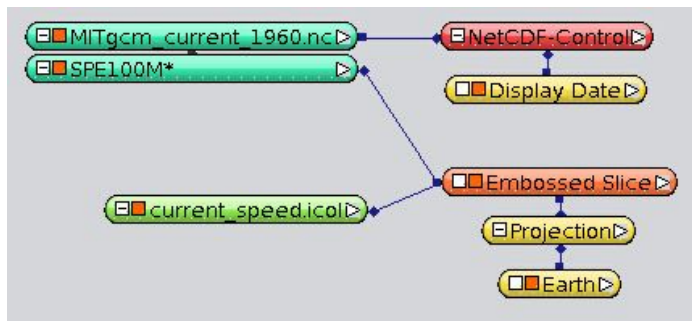 MITgcm_current_1960.nc
NetCDF-Control
SPE100M*
Display Date
Embossed Slice
current_speed.icol
Projection
Earth